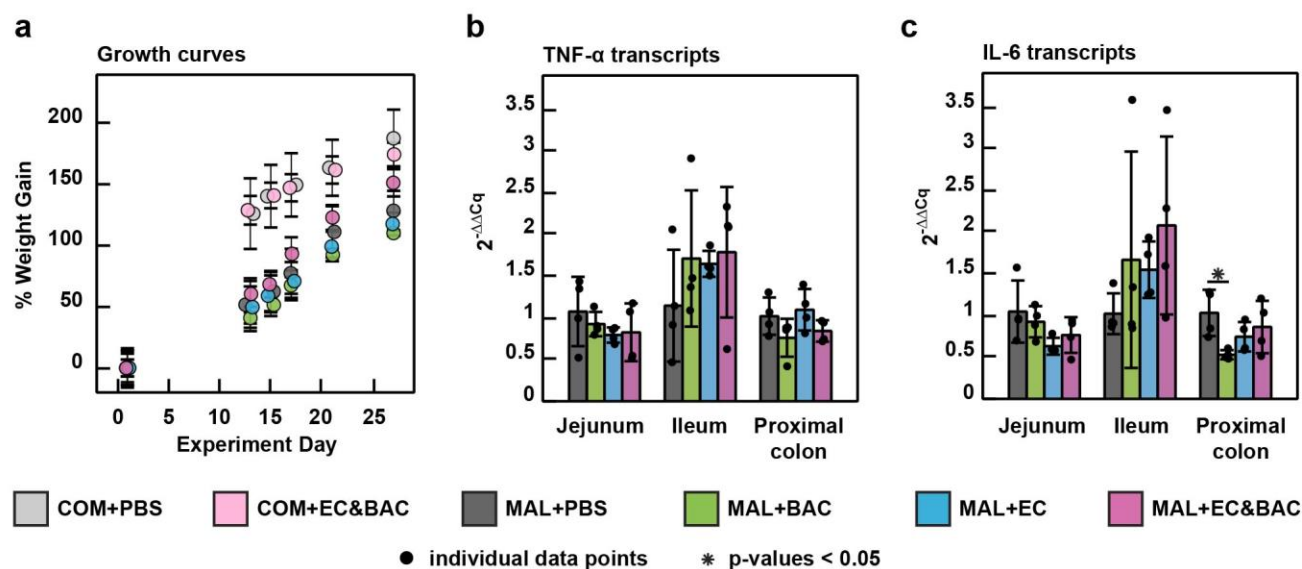 a
Growth curves
% Weight Gain
200
150
100
50
0
0 5 10 15 20 25
Experiment Day
b
TNF-α transcripts
2^-ΔΔCq
3.5
3
2.5
2
1.5
1
0.5
0
Jejunum Ileum Proximal
colon
c
IL-6 transcripts
2^-ΔΔCq
3.5
3
2.5
2
1.5
1
0.5
0
*
Jejunum Ileum Proximal
colon
COM+PBS COM+EC&BAC MAL+PBS MAL+BAC MAL+EC MAL+EC&BAC
● individual data points * p-values < 0.05